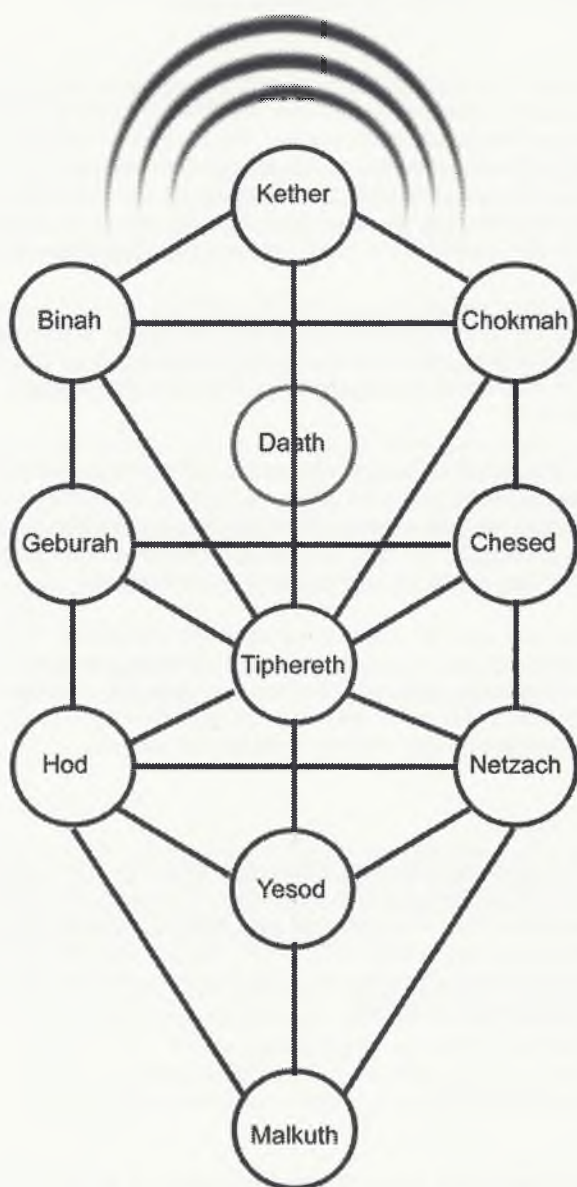 Kether
Binah
Chokmah
Daath
Geburah
Chesed
Tiphereth
Hod
Netzach
Yesod
Malkuth